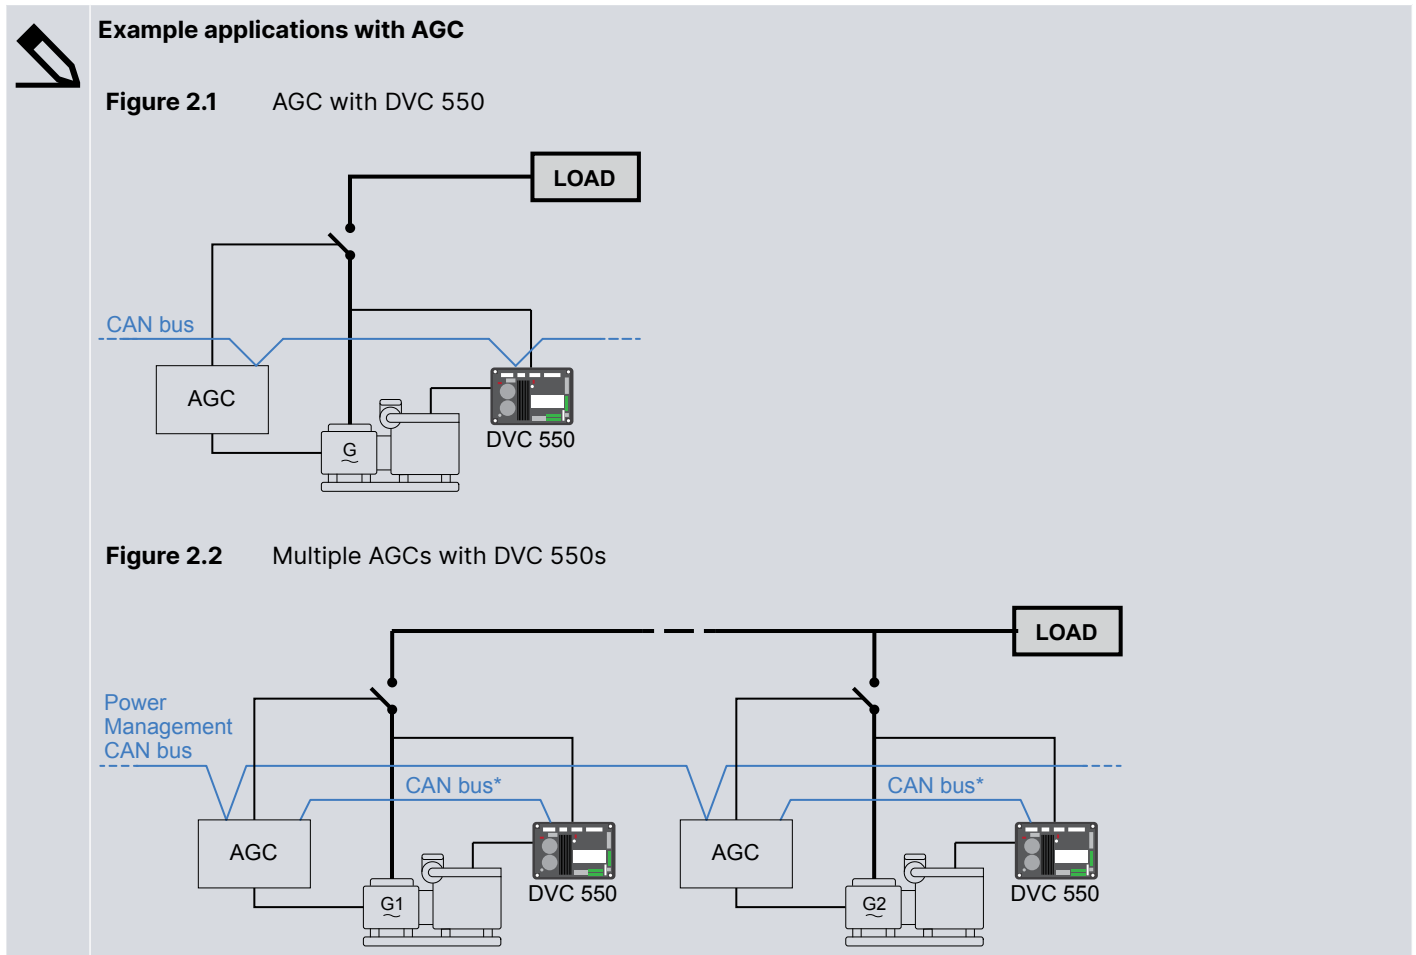 Example applications with AGC
Figure 2.1 AGC with DVC 550
LOAD
CAN bus
AGC
G
~
DVC 550
Figure 2.2 Multiple AGCs with DVC 550s
LOAD
Power
Management
CAN bus
CAN bus*
CAN bus*
AGC
AGC
G1
~
DVC 550
G2
~
DVC 550